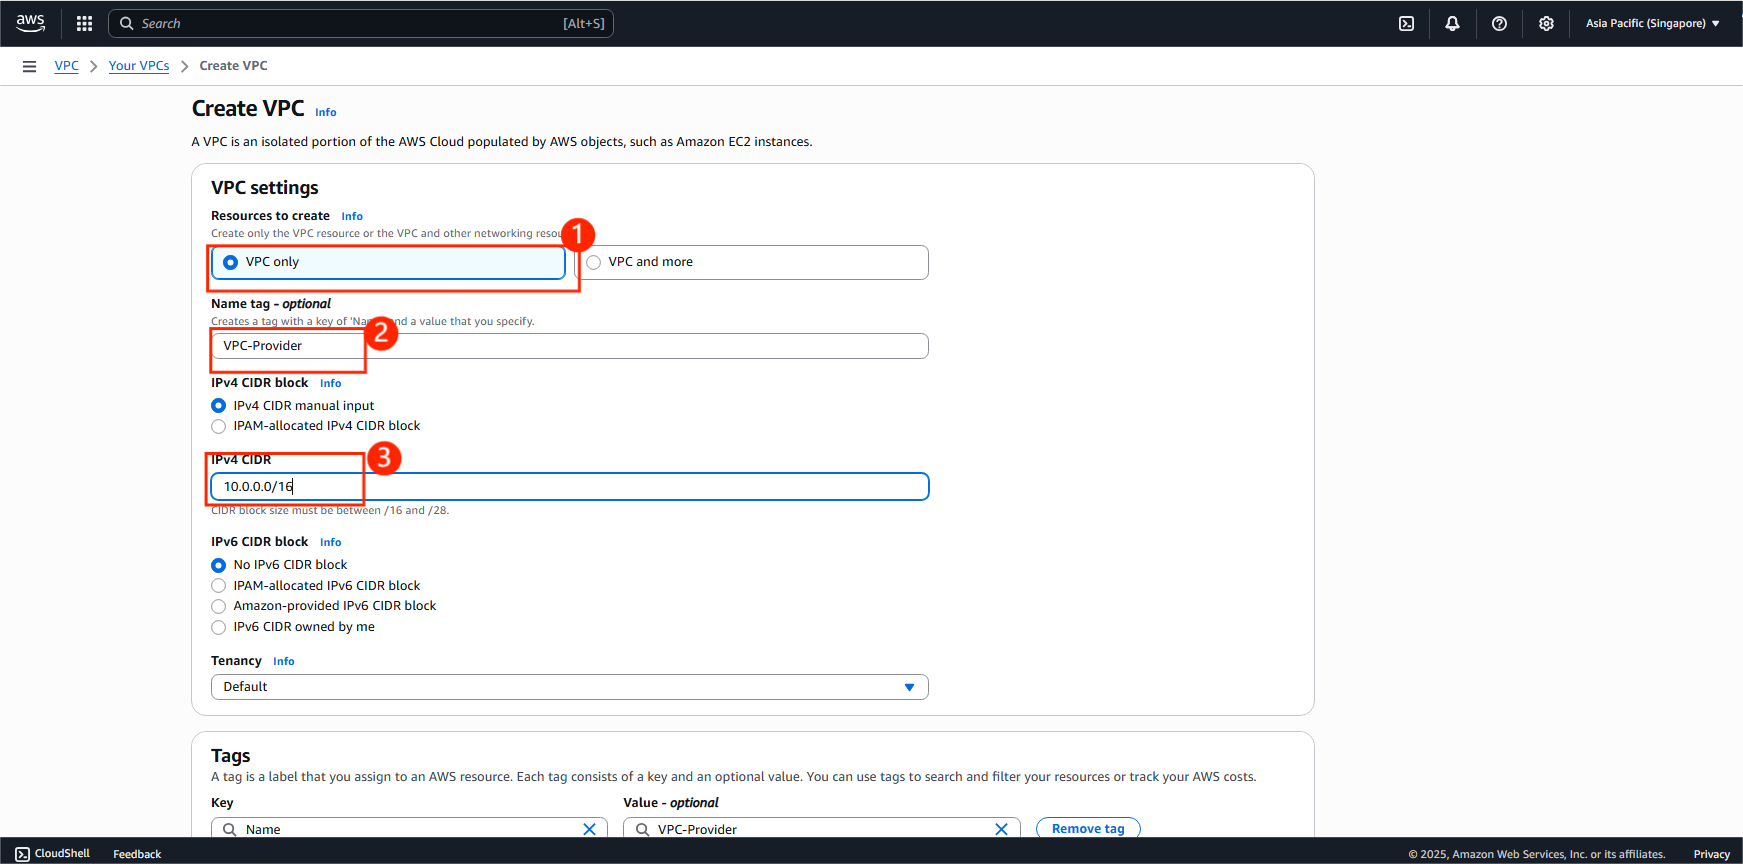 aws Search [Alt+S] Asia Pacific (Singapore)
VPC Your VPCs Create VPC
Create VPC Info
A VPC is an isolated portion of the AWS Cloud populated by AWS objects, such as Amazon EC2 instances.
VPC settings
Resources to create Info
Create only the VPC resource or the VPC and other networking
1
VPC only VPC and more
Name tag - optional
Creates a tag with a key of and a value that you specify.
2
VPC-Provider
IPv4 CIDR block Info
IPv4 CIDR manual input
IPAM-allocated IPv4 CIDR block
IPv4 CIDR
3
10.0.0.0/16
CIDR block size must be between /16 and /28.
IPv6 CIDR block Info
No IPv6 CIDR block
IPAM-allocated IPv6 CIDR block
Amazon-provided IPv6 CIDR block
IPv6 CIDR owned by me
Tenancy Info
Default
Tags
A tag is a label that you assign to an AWS resource. Each tag consists of a key and an optional value. You can use tags to search and filter your resources or track your AWS costs.
Key Value - optional
Name VPC-Provider Remove tag
CloudShell Feedback © 2025, Amazon Web Services, Inc. or its affiliates. Privacy